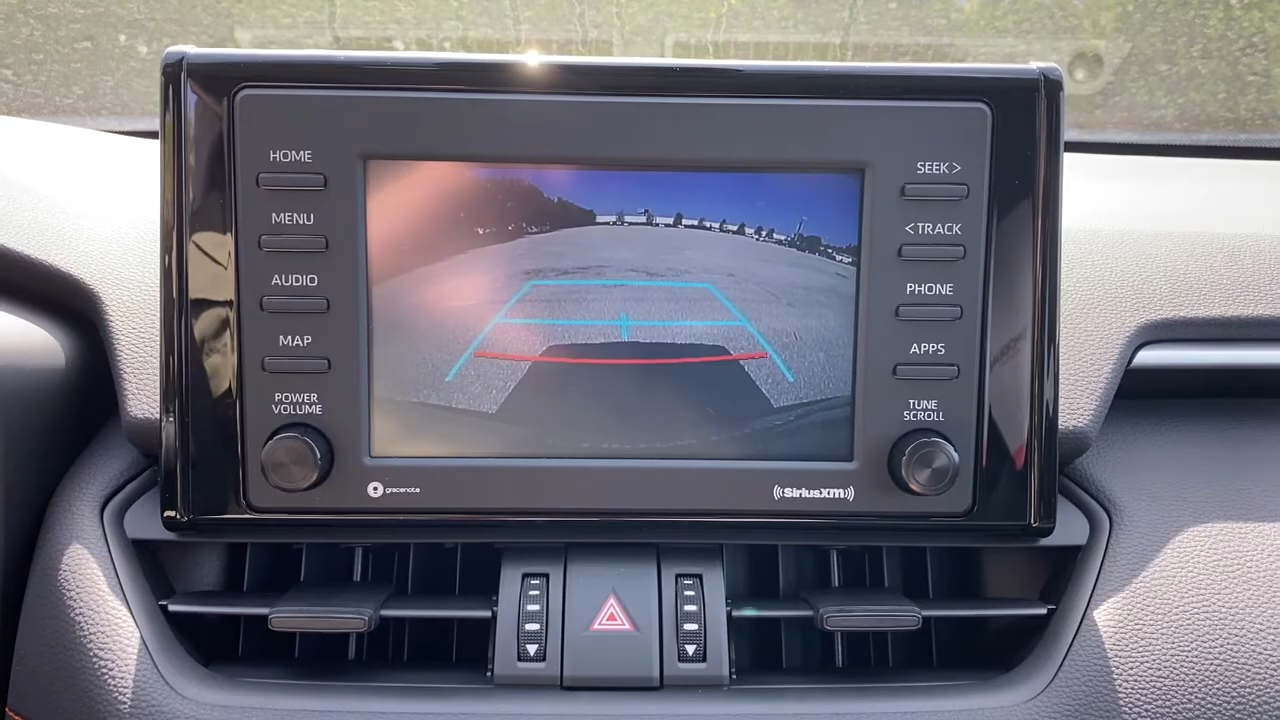 HOME
MENU
AUDIO
MAP
POWER
VOLUME
SEEK >
< TRACK
PHONE
APPS
TUNE
SCROLL
gracenote
((SiriusXM))